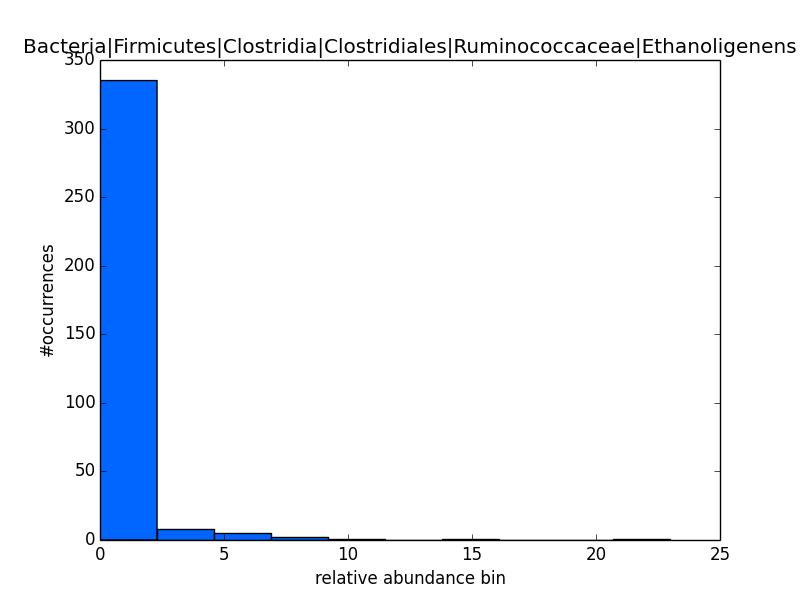 Bacteria|Firmicutes|Clostridia|Clostridiales|Ruminococcaceae|Ethanoligenens
350
300
250
200
150
100
50
0
#occurrences
0 5 10 15 20 25
relative abundance bin